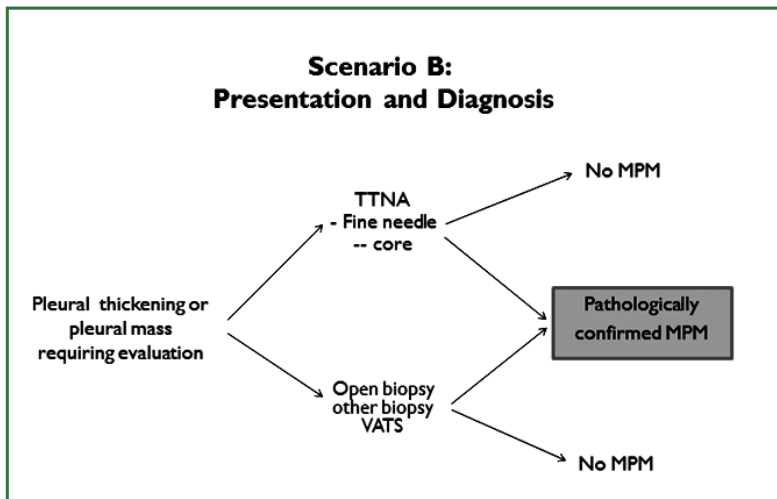 Scenario B:
Presentation and Diagnosis
No MPM
TTNA
- Fine needle
-- core
Pleural thickening or
pleural mass
requiring evaluation
Pathologically
confirmed MPM
Open biopsy
other biopsy
VATS
No MPM